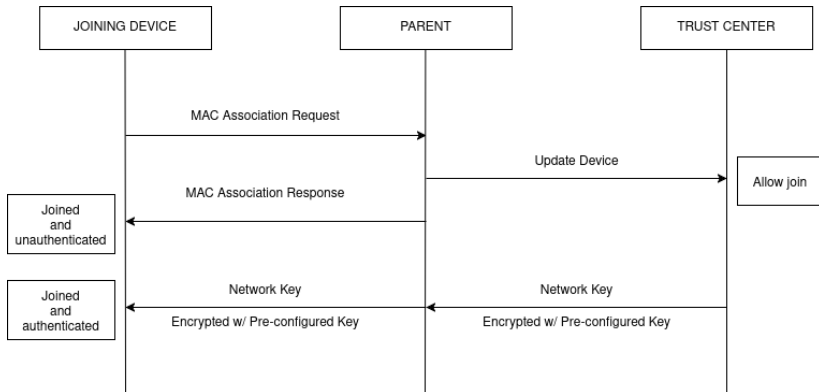 JOINING DEVICE
PARENT
TRUST CENTER
MAC Association Request
Update Device
Allow join
MAC Association Response
Joined
and
unauthenticated
Network Key
Encrypted w/ Pre-configured Key
Network Key
Encrypted w/ Pre-configured Key
Joined
and
authenticated